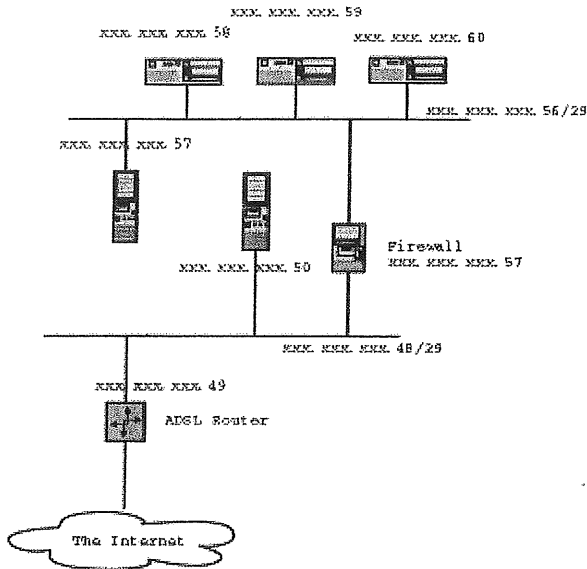 xxx. xxx. xxx. 59
xxx. xxx. xxx. 58
xxx. xxx. xxx. 60
xxx. xxx. xxx. 56/29
xxx. xxx. xxx. 57
Firewall
xxx. xxx. xxx. 57
xxx. xxx. xxx. 50
xxx. xxx. xxx. 48/29
xxx. xxx. xxx. 49
ADSL Router
The Internet